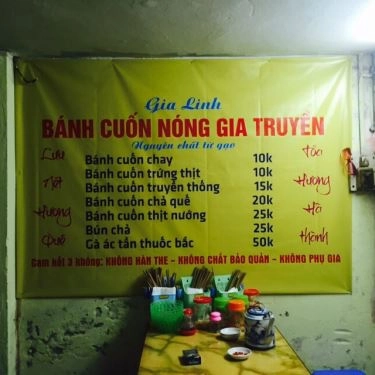 Gia Linh
BÁNH CUỐN NÓNG GIA TRUYỀN
Nguyên chất từ gạo
Lưu
Một
Hương
Quê
Bánh cuốn chay 10k
Bánh cuốn trứng thịt 10k
Bánh cuốn truyền thống 15k
Bánh cuốn chả quế 20k
Bánh cuốn thịt nướng 25k
Bún chả 25k
Gà ác tần thuốc bắc 50k
Tỏa
Hương
Hà
Thành
Cam kết 3 không: KHÔNG HÀN THE - KHÔNG CHẤT BẢO QUẢN - KHÔNG PHỤ GIA